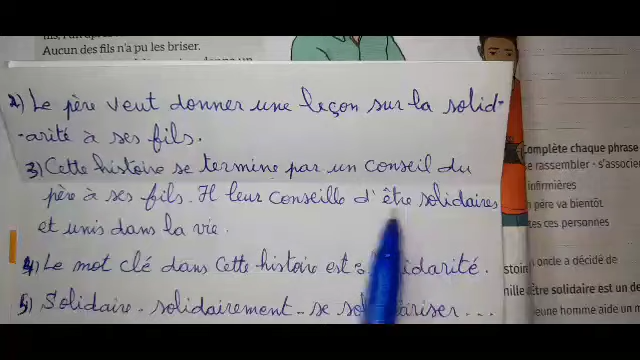 Aucun des fils n'a pu les briser.
2) Le père veut donner une leçon sur la solid-
-arité à ses fils.
3) Cette histoire se termine par un conseil du
père à ses fils. Il leur conseille d'être solidaires
et unis dans la vie.
4) Le mot clé dans cette histoire est
5) Solidaire - solidairement - se
Complète chaque phrase
se rassembler - s'associer
infirmières
père va bientôt
ces personnes
oncle a décidé de
être solidaire est un de
jeune homme aide un